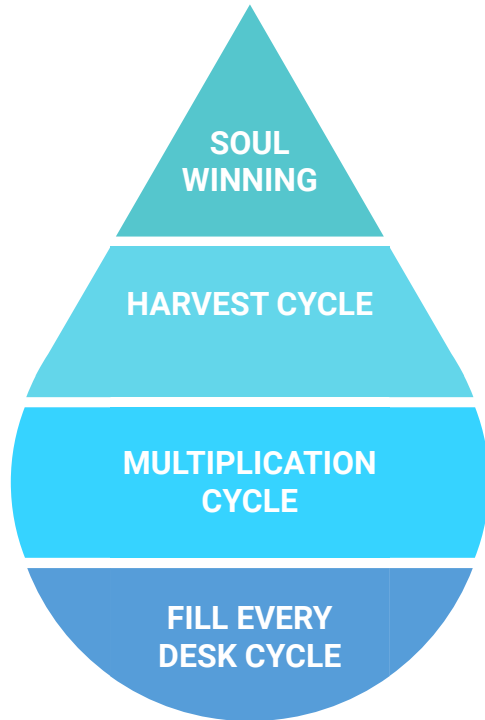 SOUL
WINNING
HARVEST CYCLE
MULTIPLICATION
CYCLE
FILL EVERY
DESK CYCLE